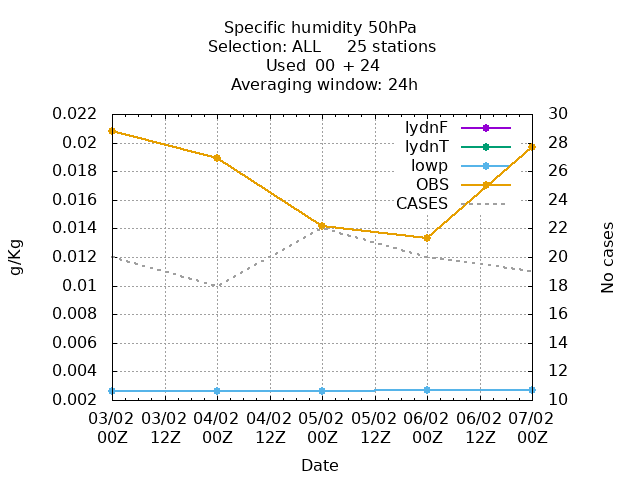 Specific humidity 50hPa
Selection: ALL 25 stations
Used 00 + 24
Averaging window: 24h
lydnF
lydnT
lowp
OBS
CASES
0.022
0.02
0.018
0.016
0.014
0.012
0.01
0.008
0.006
0.004
0.002
g/Kg
30
28
26
24
22
20
18
16
14
12
10
No cases
03/02 03/02 04/02 04/02 05/02 05/02 06/02 06/02 07/02
00Z 12Z 00Z 12Z 00Z 12Z 00Z 12Z 00Z
Date